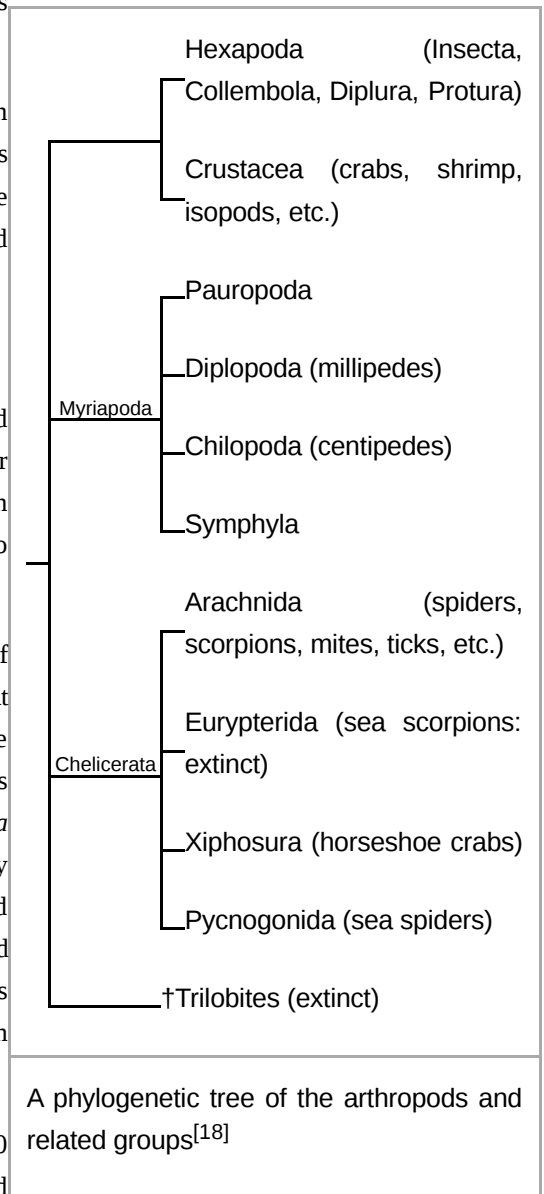 Hexapoda (Insecta,
Collembola, Diplura, Protura)
Crustacea (crabs, shrimp,
isopods, etc.)
Pauropoda
Diplopoda (millipedes)
Myriapoda
Chilopoda (centipedes)
Symphyla
Arachnida (spiders,
scorpions, mites, ticks, etc.)
Eurypterida (sea scorpions:
extinct)
Chelicerata
Xiphosura (horseshoe crabs)
Pycnogonida (sea spiders)
†Trilobites (extinct)
A phylogenetic tree of the arthropods and
related groups[18]